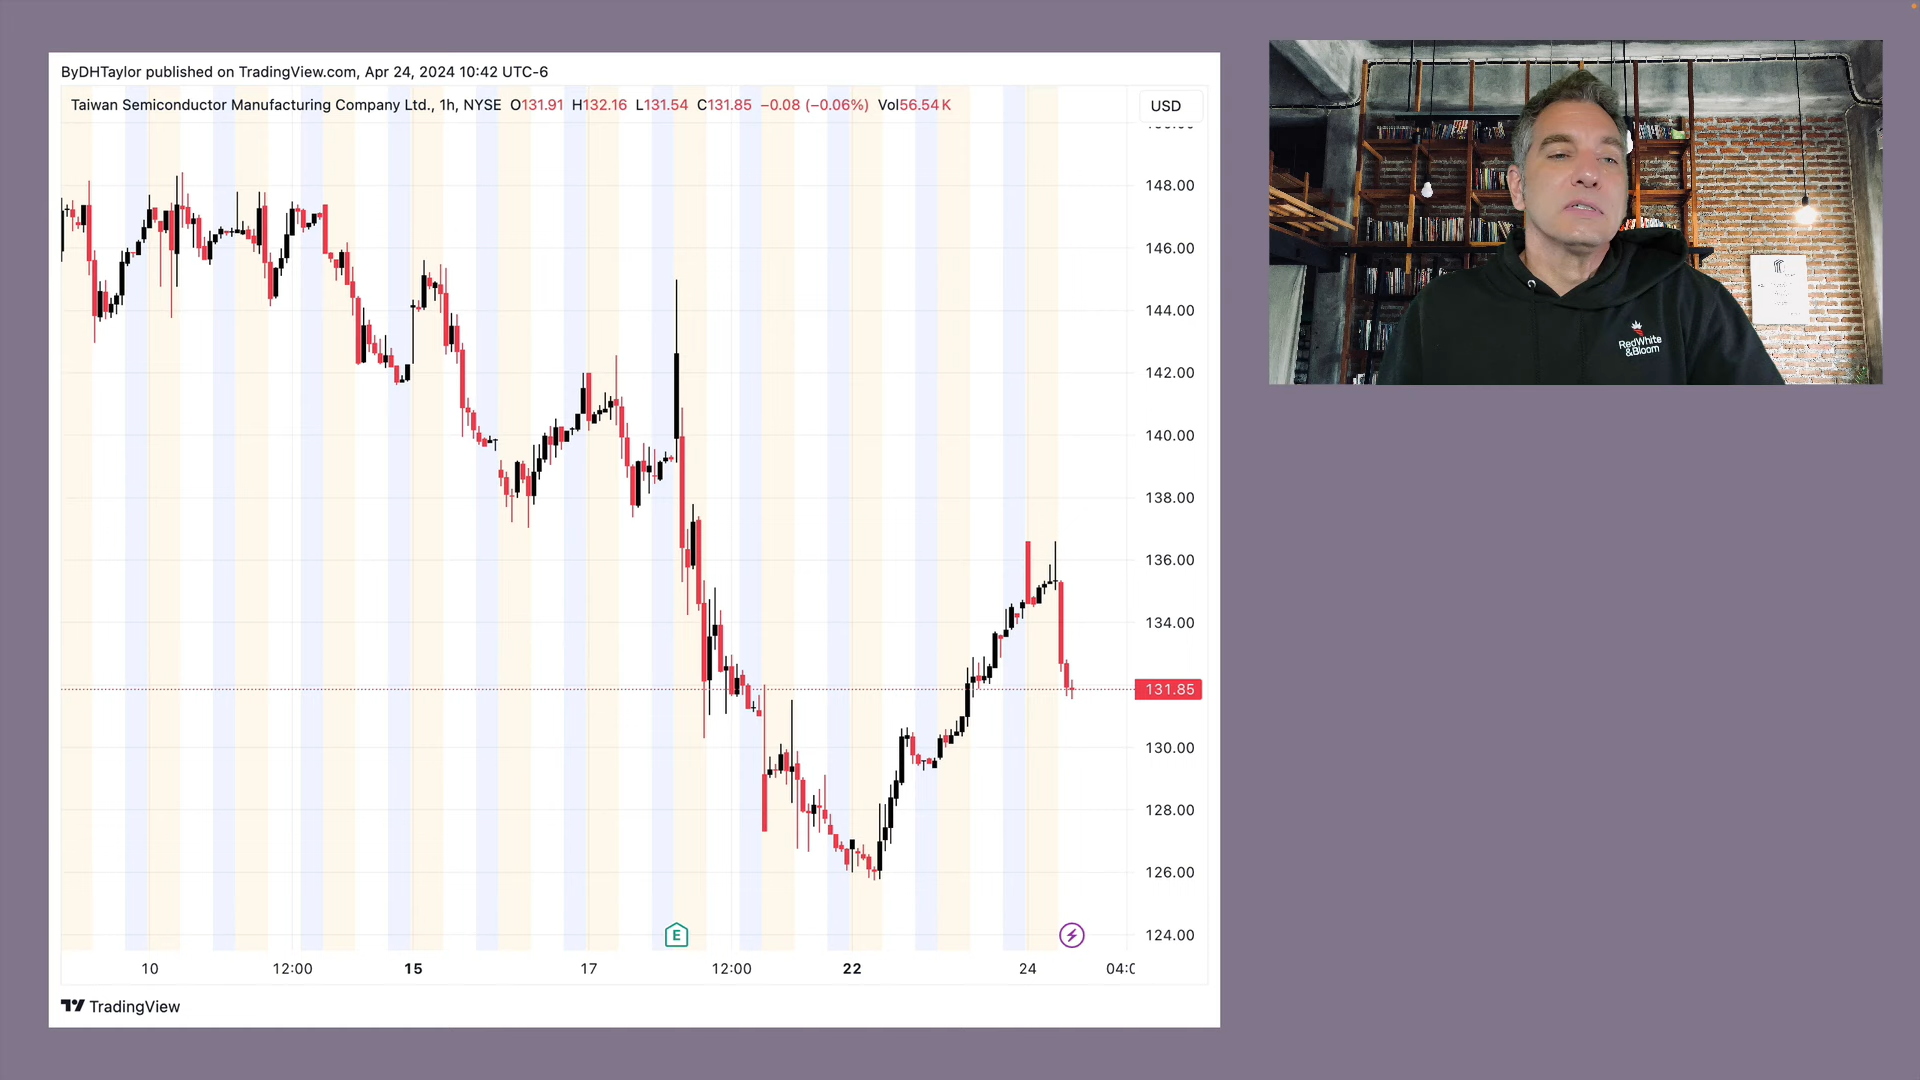 ByDHTaylor published on TradingView.com, Apr 24, 2024 10:42 UTC-6
Taiwan Semiconductor Manufacturing Company Ltd., 1h, NYSE O131.91 H132.16 L131.54 C131.85 −0.08 (−0.06%) Vol56.54K
USD
148.00
146.00
144.00
142.00
140.00
138.00
136.00
134.00
131.85
130.00
128.00
126.00
124.00
E
10 12:00 15 17 12:00 22 24
TradingView
RedWhite
&Bloom